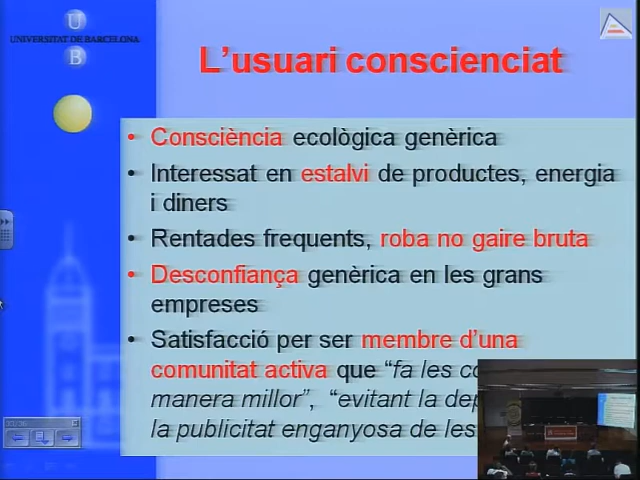 U
UNIVERSITAT DE BARCELONA
B
L'usuari conscienciat
• Consciència ecològica genèrica
• Interessat en estalvi de productes, energia
i diners
• Rentades frequents, roba no gaire bruta
• Desconfiança genèrica en les grans
empreses
• Satisfacció per ser membre d'una
comunitat activa que "fa les
manera millor", "evitant la
la publicitat enganyosa de les